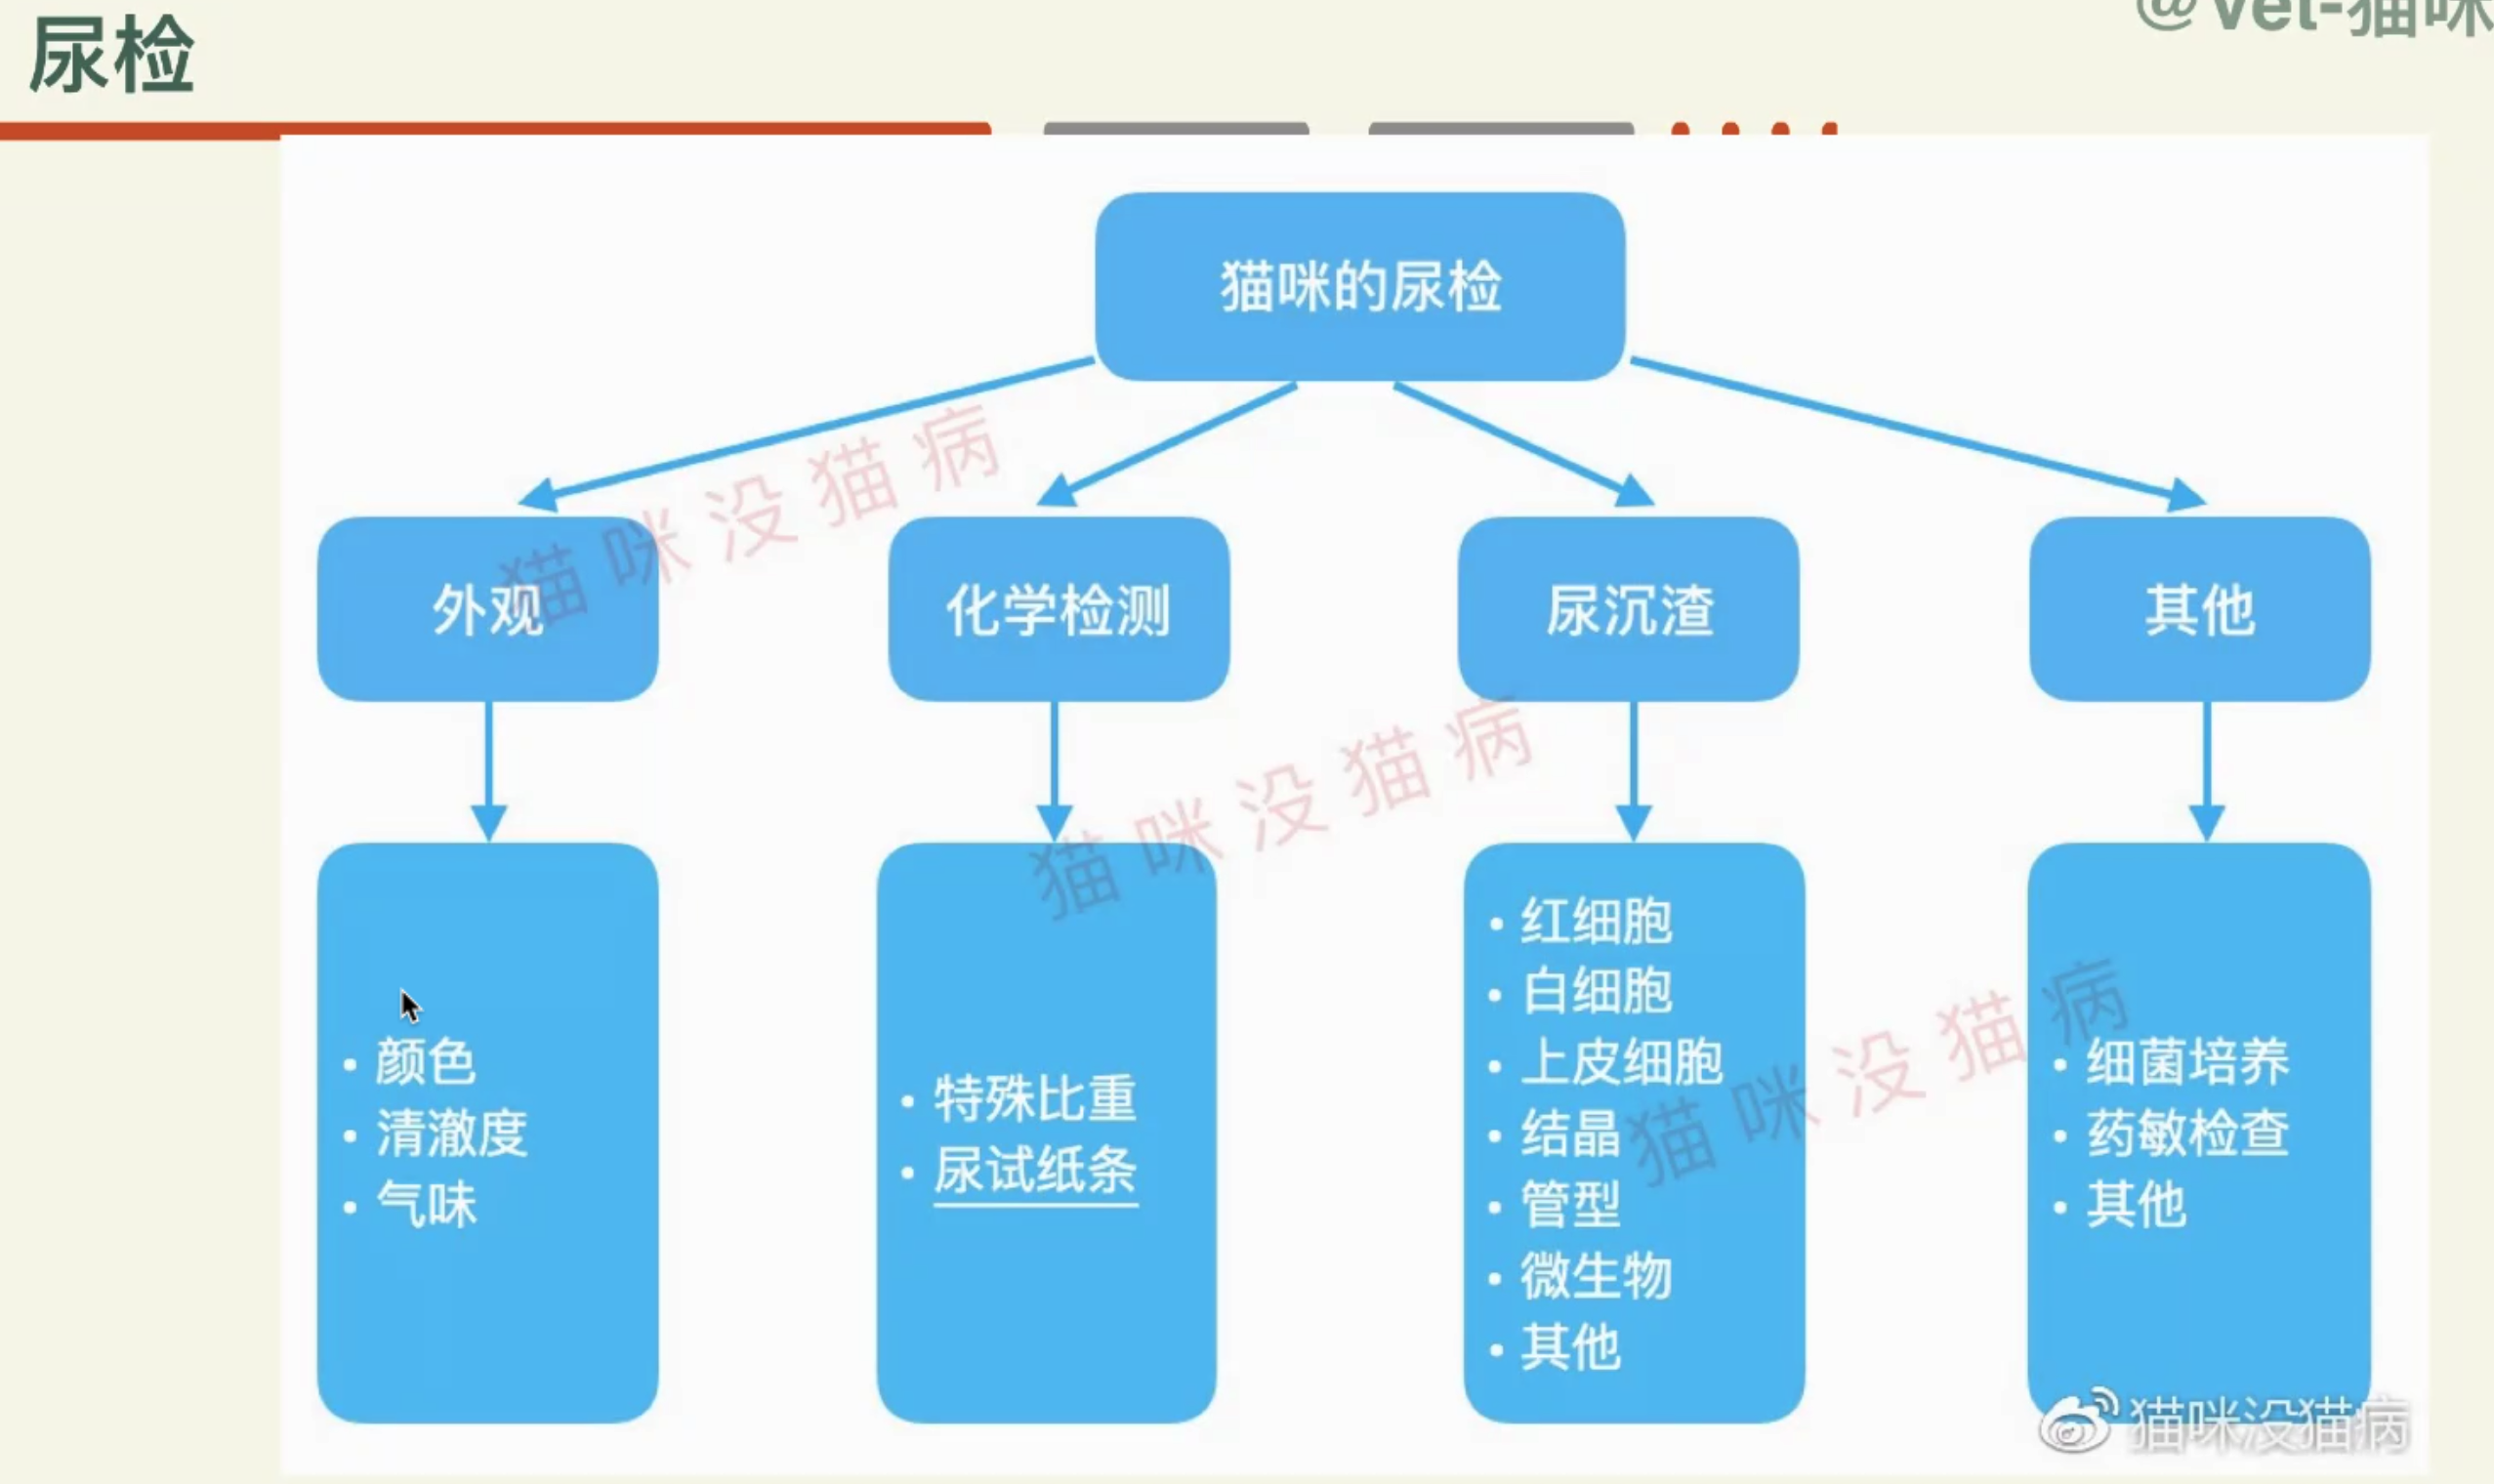 尿检
@Vet-猫咪
猫咪的尿检
外观
化学检测
尿沉渣
其他
• 颜色
• 清澈度
• 气味
• 特殊比重
• 尿试纸条
• 红细胞
• 白细胞
• 上皮细胞
• 结晶
• 管型
• 微生物
• 其他
• 细菌培养
• 药敏检查
• 其他
猫咪没猫病
猫咪没猫病
猫咪没猫病
猫咪没猫病